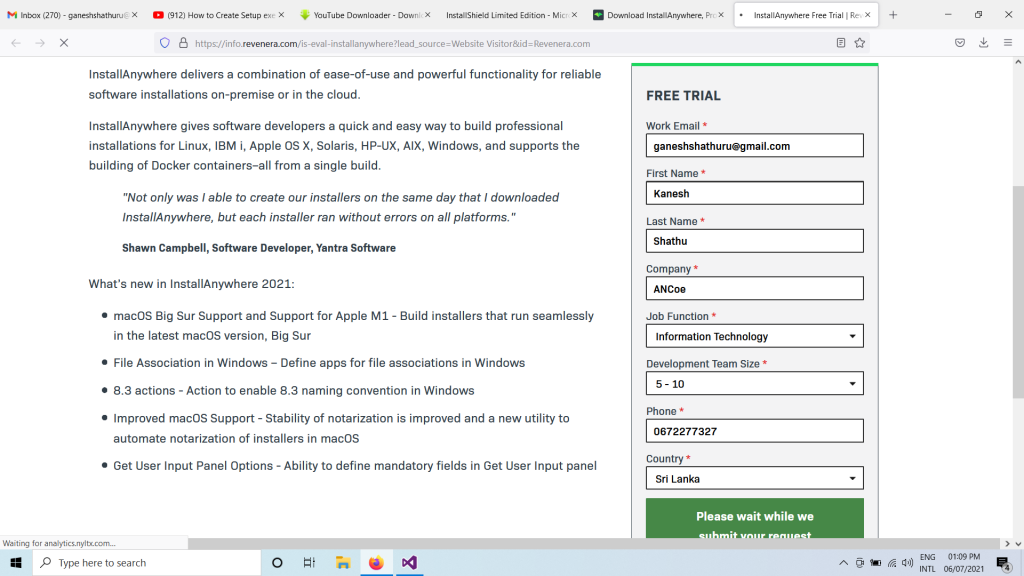 Inbox (270) - ganeshshathuru@
(912) How to Create Setup exe
YouTube Downloader - Downl
InstallShield Limited Edition - Micr
Download InstallAnywhere, Pr
InstallAnywhere Free Trial | Rev
https://info.revenera.com/is-eval-installanywhere?lead_source=Website Visitor&id=Revenera.com
InstallAnywhere delivers a combination of ease-of-use and powerful functionality for reliable
software installations on-premise or in the cloud.
InstallAnywhere gives software developers a quick and easy way to build professional
installations for Linux, IBM i, Apple OS X, Solaris, HP-UX, AIX, Windows, and supports the
building of Docker containers–all from a single build.
"Not only was I able to create our installers on the same day that I downloaded
InstallAnywhere, but each installer ran without errors on all platforms."
Shawn Campbell, Software Developer, Yantra Software
What's new in InstallAnywhere 2021:
macOS Big Sur Support and Support for Apple M1 - Build installers that run seamlessly
in the latest macOS version, Big Sur
File Association in Windows – Define apps for file associations in Windows
8.3 actions - Action to enable 8.3 naming convention in Windows
Improved macOS Support - Stability of notarization is improved and a new utility to
automate notarization of installers in macOS
Get User Input Panel Options - Ability to define mandatory fields in Get User Input panel
FREE TRIAL
Work Email *
ganeshshathuru@gmail.com
First Name *
Kanesh
Last Name *
Shathu
Company *
ANCoe
Job Function *
Information Technology
Development Team Size *
5 - 10
Phone *
0672277327
Country *
Sri Lanka
Please wait while we
submit your request
Waiting for analytics.nyltx.com...
Type here to search
ENG
INTL
01:09 PM
06/07/2021
4